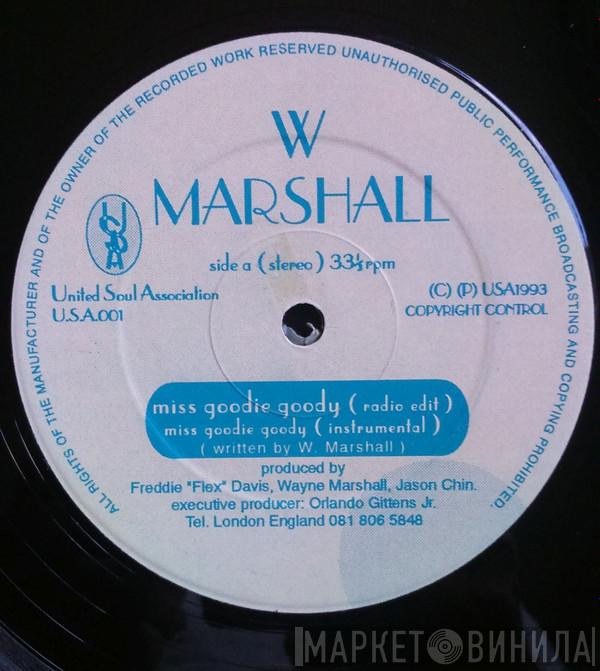 ALL RIGHTS OF THE MANUFACTURER AND OF THE OWNER OF THE RECORDED WORK RESERVED UNAUTHORISED PUBLIC PERFORMANCE BROADCASTING AND COPYING PROHIBITED.
W
MARSHALL
USA
side a (stereo) 33⅓ rpm
United Soul Association
U.S.A.001
(C) (P) USA1993
COPYRIGHT CONTROL
miss goodie goody ( radio edit )
miss goodie goody ( instrumental )
( written by W. Marshall )
produced by
Freddie "Flex" Davis, Wayne Marshall, Jason Chin.
executive producer: Orlando Gittens Jr.
Tel. London England 081 806 5848
МАРКЕТ ВИНИЛА